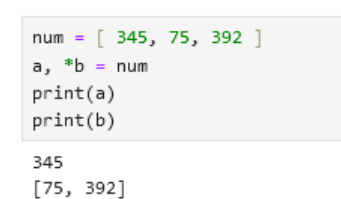 num = [ 345, 75, 392 ]
a, *b = num
print(a)
print(b)
345
[75, 392]